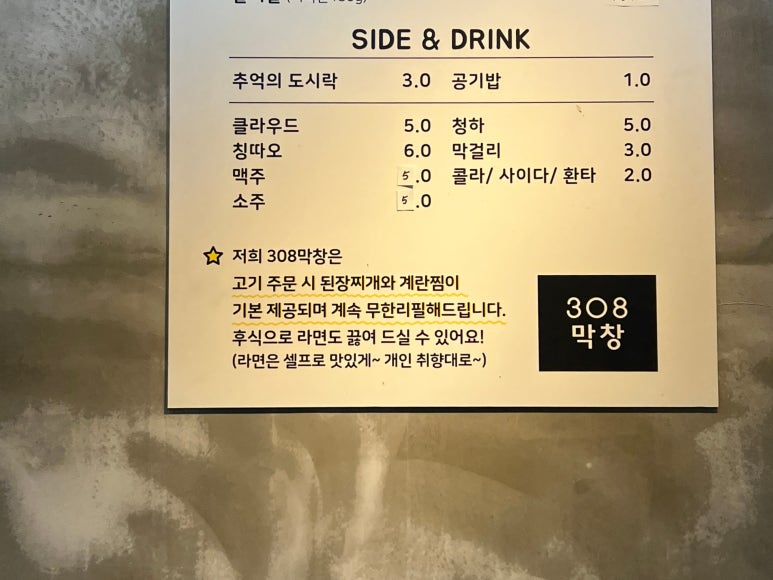 SIDE & DRINK
추억의 도시락 3.0 공기밥 1.0
클라우드 5.0 청하 5.0
칭따오 6.0 막걸리 3.0
맥주 5.0 콜라/ 사이다/ 환타 2.0
소주 5.0
저희 308막창은
고기 주문 시 된장찌개와 계란찜이
기본 제공되며 계속 무한리필해드립니다.
후식으로 라면도 끓여 드실 수 있어요!
(라면은 셀프로 맛있게~ 개인 취향대로~)
308
막창